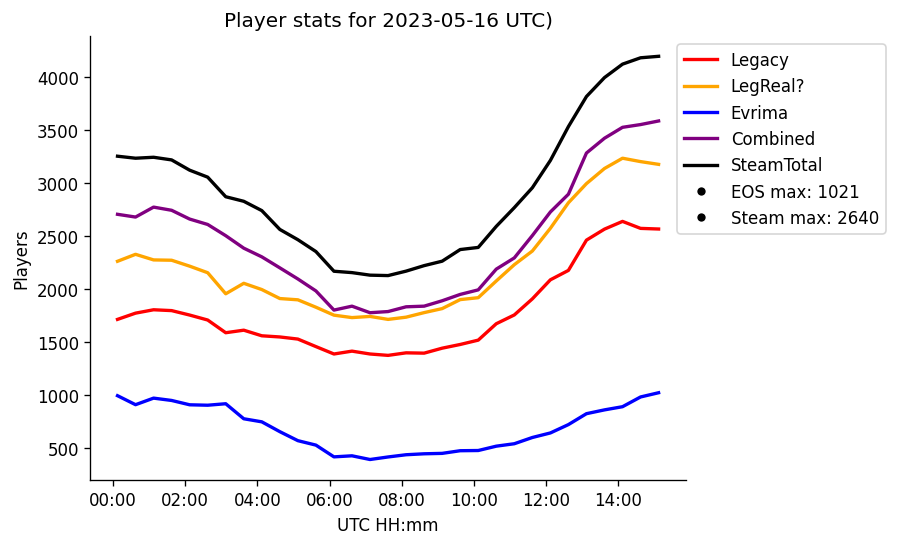 Player stats for 2023-05-16 UTC)
Players
4000
3500
3000
2500
2000
1500
1000
500
00:00 02:00 04:00 06:00 08:00 10:00 12:00 14:00
UTC HH:mm
Legacy
LegReal?
Evrima
Combined
SteamTotal
EOS max: 1021
Steam max: 2640